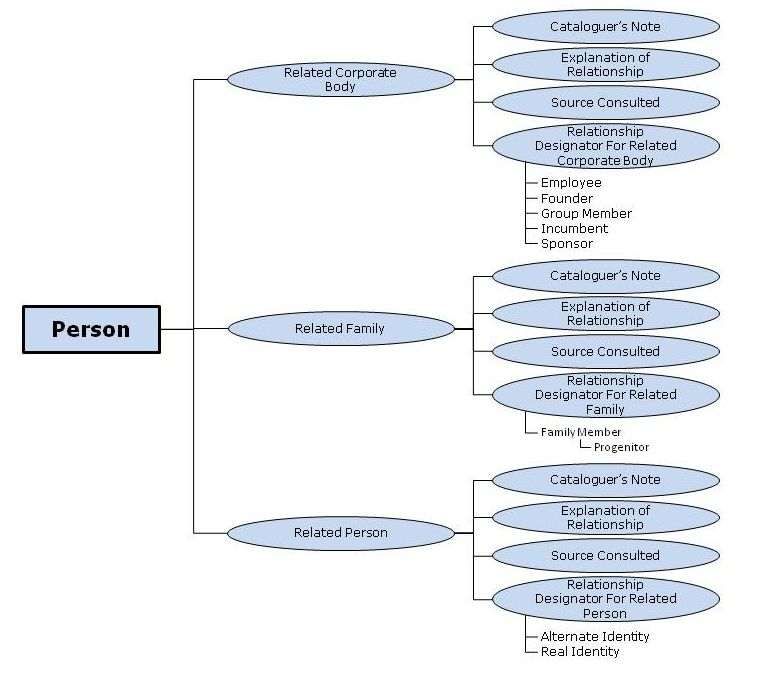 Person
Related Corporate
Body
Cataloguer's Note
Explanation of
Relationship
Source Consulted
Relationship
Designator For Related
Corporate Body
Employee
Founder
Group Member
Incumbent
Sponsor
Related Family
Cataloguer's Note
Explanation of
Relationship
Source Consulted
Relationship
Designator For Related
Family
Family Member
Progenitor
Related Person
Cataloguer's Note
Explanation of
Relationship
Source Consulted
Relationship
Designator For Related
Person
Alternate Identity
Real Identity